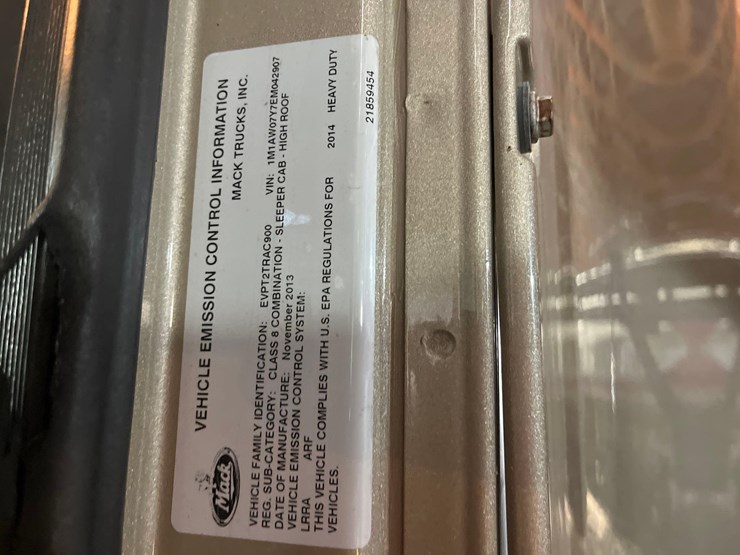 VEHICLE EMISSION CONTROL INFORMATION
Mack
MACK TRUCKS, INC.
VEHICLE FAMILY IDENTIFICATION: EVPT2TRAC900 VIN: 1M1AW07Y7EM042907
REG. SUB-CATEGORY: CLASS 8 COMBINATION - SLEEPER CAB - HIGH ROOF
DATE OF MANUFACTURE: November 2013
VEHICLE EMISSION CONTROL SYSTEM:
LRRA ARF
THIS VEHICLE COMPLIES WITH U.S. EPA REGULATIONS FOR 2014 HEAVY DUTY
VEHICLES.
21859454